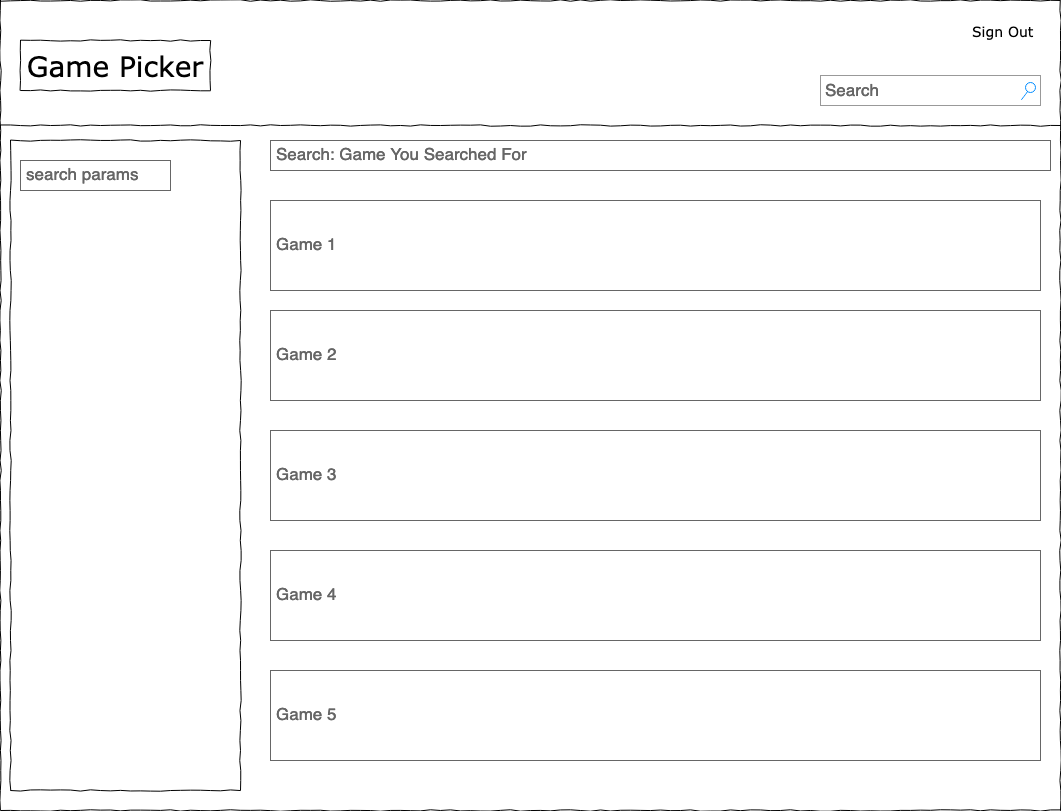 Sign Out
Game Picker
Search
search params
Search: Game You Searched For
Game 1
Game 2
Game 3
Game 4
Game 5